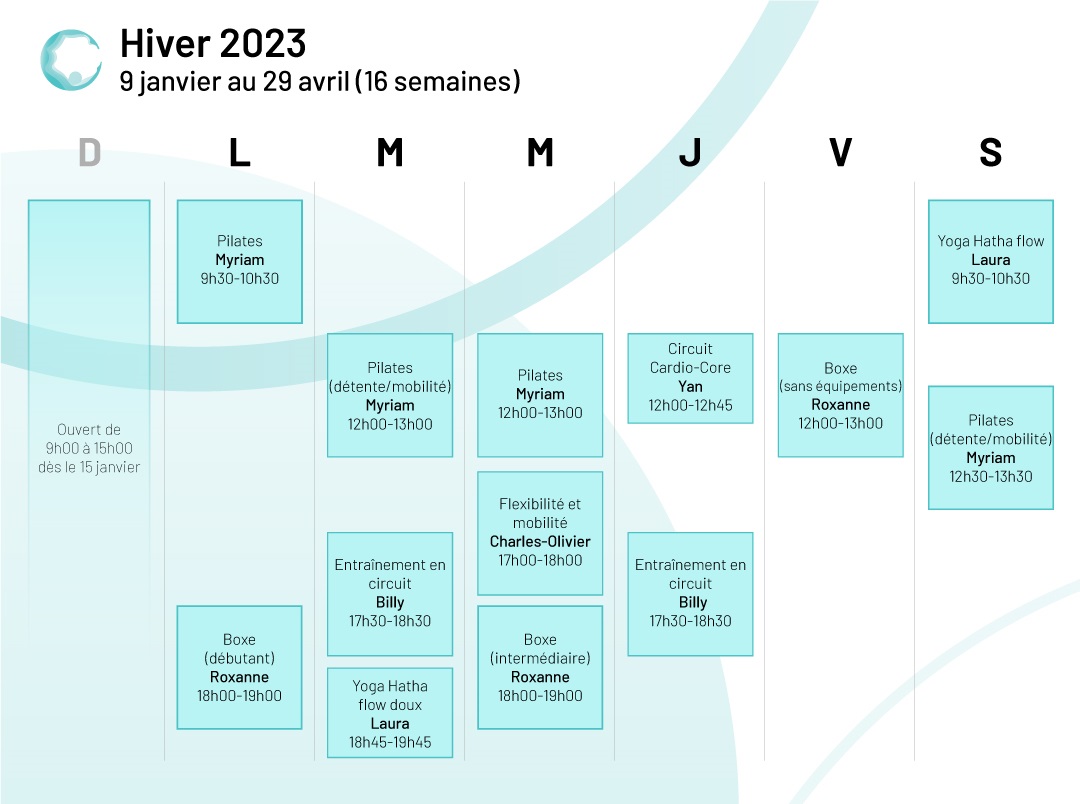 Hiver 2023
9 janvier au 29 avril (16 semaines)
D
L
M
M
J
V
S
Ouvert de
9h00 à 15h00
dès le 15 janvier
Pilates
Myriam
9h30-10h30
Boxe
(débutant)
Roxanne
18h00-19h00
Pilates
(détente/mobilité)
Myriam
12h00-13h00
Entraînement en
circuit
Billy
17h30-18h30
Yoga Hatha
flow doux
Laura
18h45-19h45
Pilates
Myriam
12h00-13h00
Flexibilité et
mobilité
Charles-Olivier
17h00-18h00
Boxe
(intermédiaire)
Roxanne
18h00-19h00
Circuit
Cardio-Core
Yan
12h00-12h45
Entraînement en
circuit
Billy
17h30-18h30
Boxe
(sans équipements)
Roxanne
12h00-13h00
Yoga Hatha flow
Laura
9h30-10h30
Pilates
(détente/mobilité)
Myriam
12h30-13h30